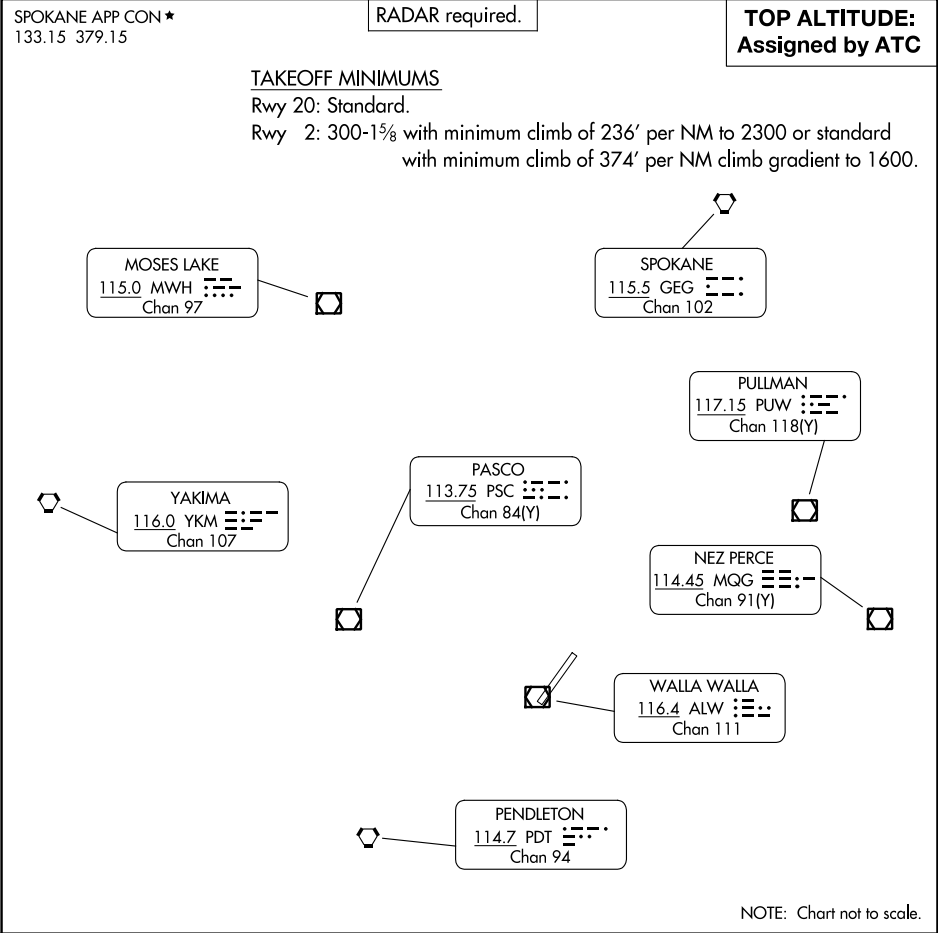 SPOKANE APP CON ★
133.15 379.15
RADAR required.
TOP ALTITUDE:
Assigned by ATC
TAKEOFF MINIMUMS
Rwy 20: Standard.
Rwy 2: 300-1⅝ with minimum climb of 236' per NM to 2300 or standard
with minimum climb of 374' per NM climb gradient to 1600.
MOSES LAKE
115.0 MWH
Chan 97
SPOKANE
115.5 GEG
Chan 102
PULLMAN
117.15 PUW
Chan 118(Y)
PASCO
113.75 PSC
Chan 84(Y)
YAKIMA
116.0 YKM
Chan 107
NEZ PERCE
114.45 MQG
Chan 91(Y)
WALLA WALLA
116.4 ALW
Chan 111
PENDLETON
114.7 PDT
Chan 94
NOTE: Chart not to scale.